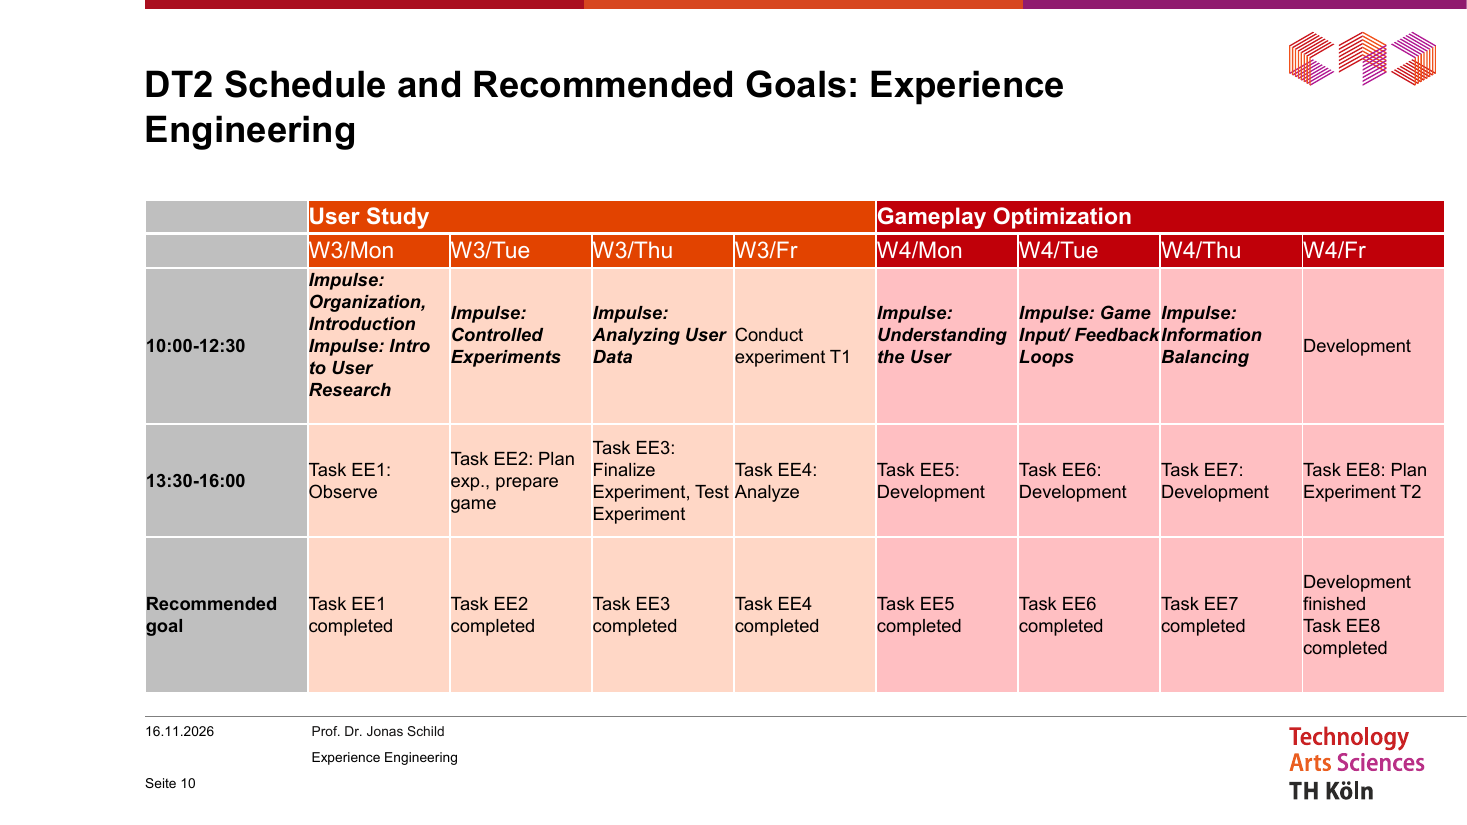 DT2 Schedule and Recommended Goals: Experience
Engineering
User Study
Gameplay Optimization
W3/Mon
W3/Tue
W3/Thu
W3/Fr
W4/Mon
W4/Tue
W4/Thu
W4/Fr
10:00-12:30
Impulse:
Organization,
Introduction
Impulse: Intro
to User
Research
Impulse:
Controlled
Experiments
Impulse:
Analyzing User
Data
Conduct
experiment T1
Impulse:
Understanding
the User
Impulse: Game
Input/ Feedback
Loops
Impulse:
Information
Balancing
Development
13:30-16:00
Task EE1:
Observe
Task EE2: Plan
exp., prepare
game
Task EE3:
Finalize
Experiment, Test
Experiment
Task EE4:
Analyze
Task EE5:
Development
Task EE6:
Development
Task EE7:
Development
Task EE8: Plan
Experiment T2
Recommended
goal
Task EE1
completed
Task EE2
completed
Task EE3
completed
Task EE4
completed
Task EE5
completed
Task EE6
completed
Task EE7
completed
Development
finished
Task EE8
completed
16.11.2026
Prof. Dr. Jonas Schild
Experience Engineering
Seite 10
Technology
Arts Sciences
TH Köln